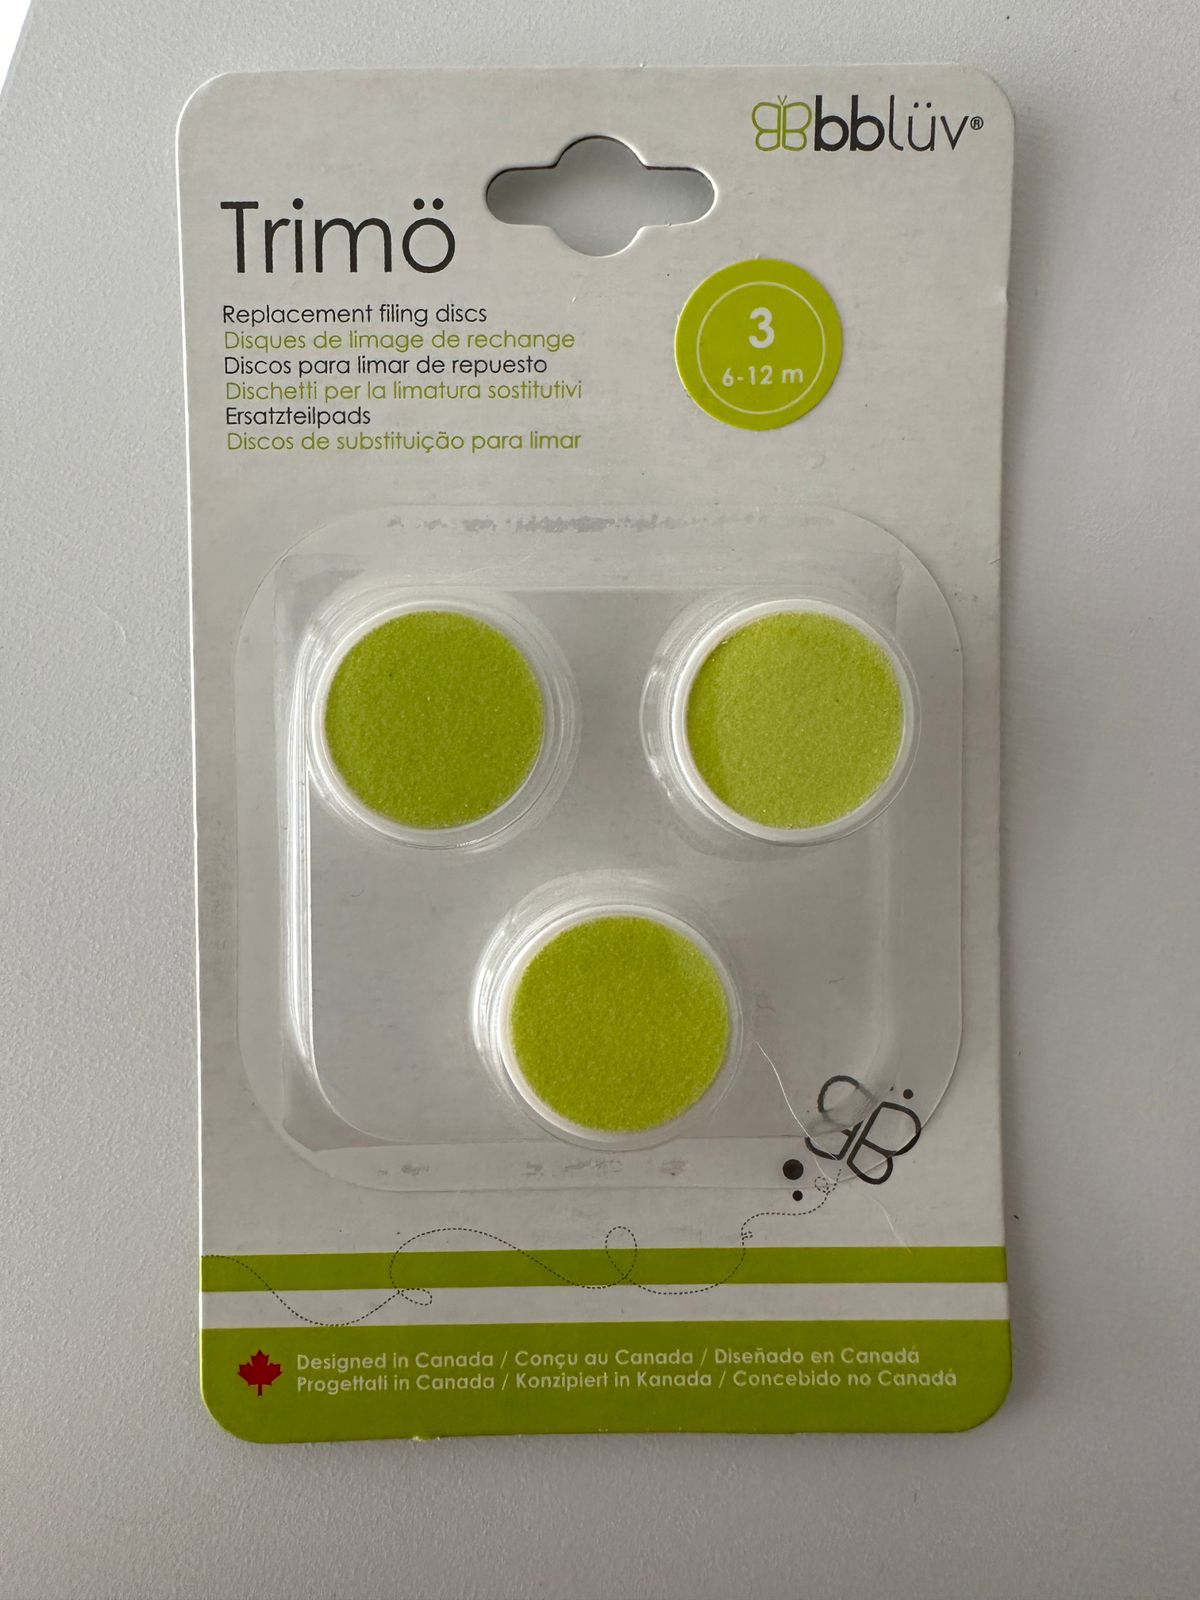 bblüv®
Trimö
Replacement filing discs
Disques de limage de rechange
Discos para limar de repuesto
Dischetti per la limatura sostitutivi
Ersatzteilpads
Discos de substituição para limar
3
6-12 m
Designed in Canada / Conçu au Canada / Diseñado en Canadá
Progettati in Canada / Konzipiert in Kanada / Concebido no Canadá